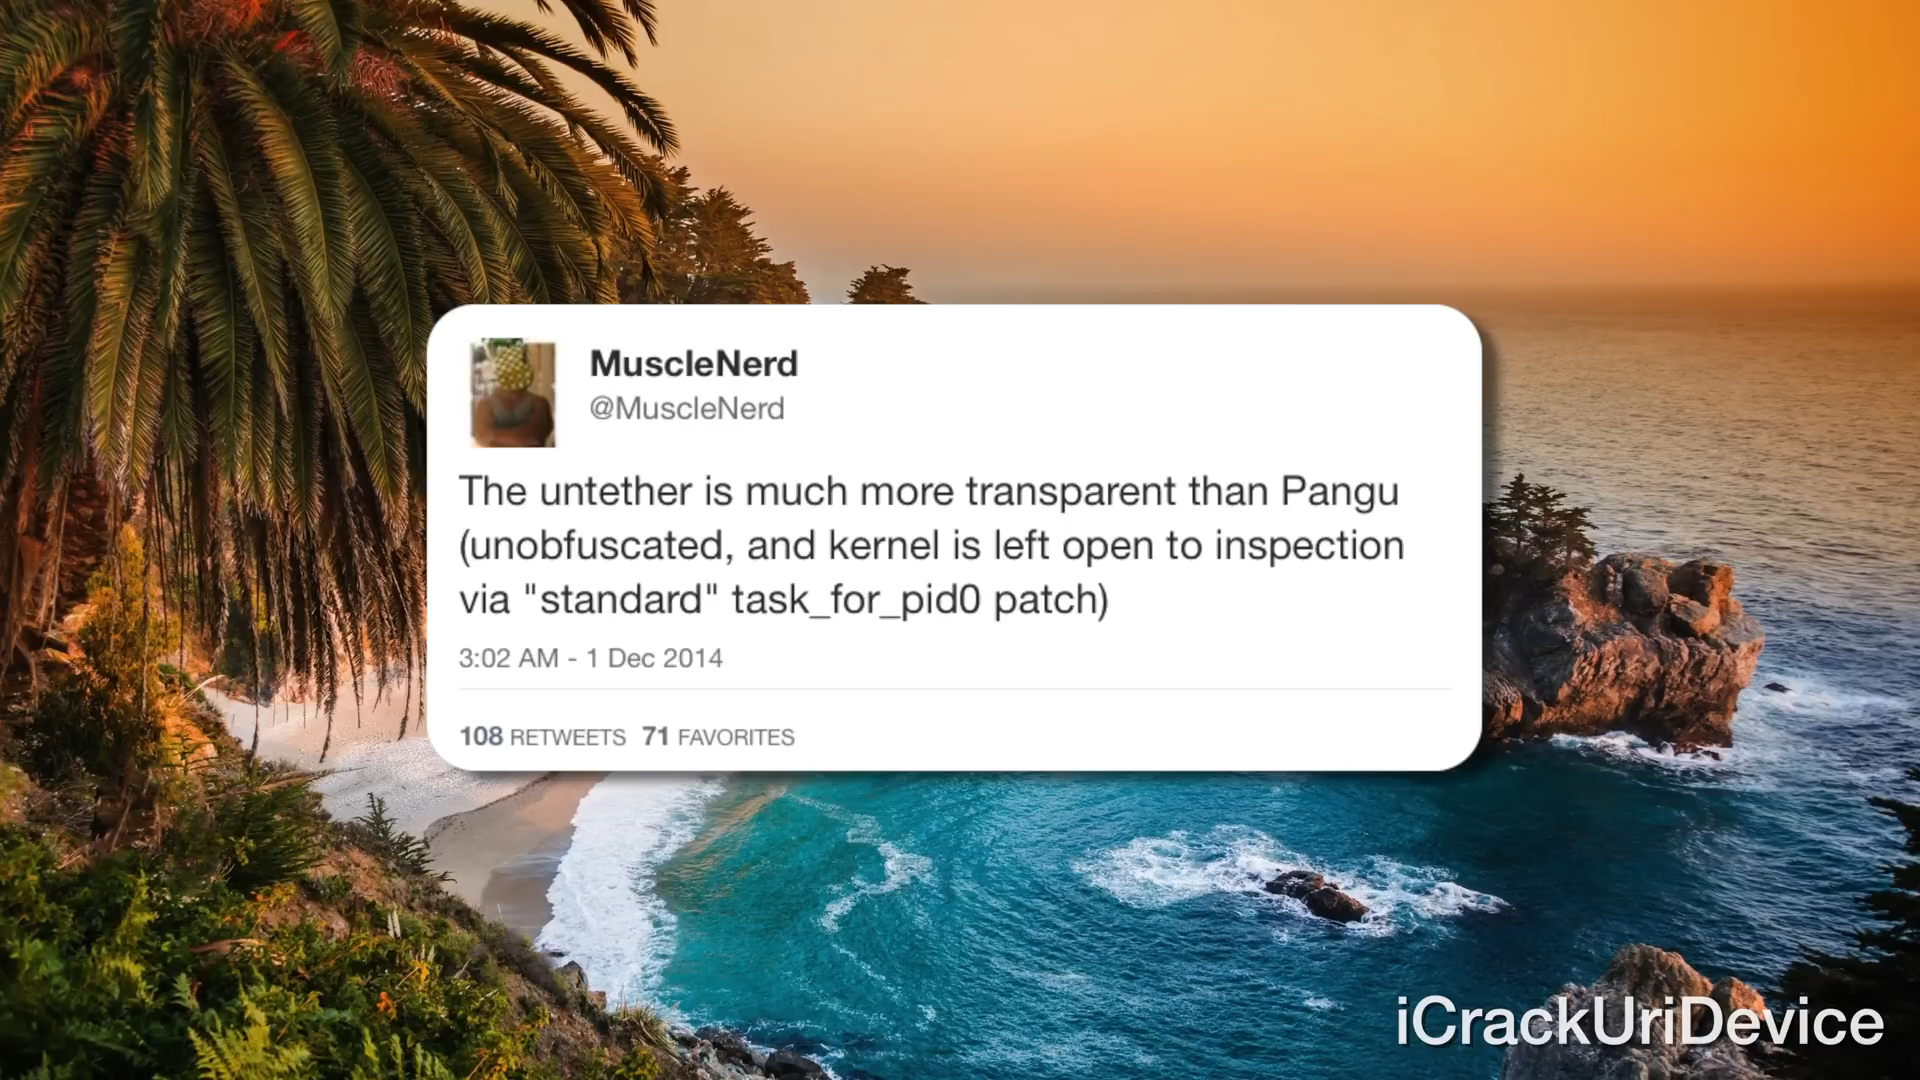 MuscleNerd
@MuscleNerd
The untether is much more transparent than Pangu
(unobfuscated, and kernel is left open to inspection
via "standard" task_for_pid0 patch)
3:02 AM - 1 Dec 2014
108 RETWEETS 71 FAVORITES
iCrackUriDevice